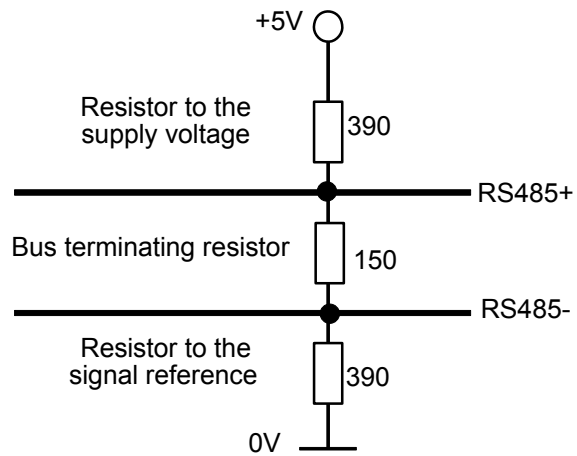 +5V
Resistor to the
supply voltage
390
RS485+
Bus terminating resistor
150
RS485-
Resistor to the
signal reference
390
0V